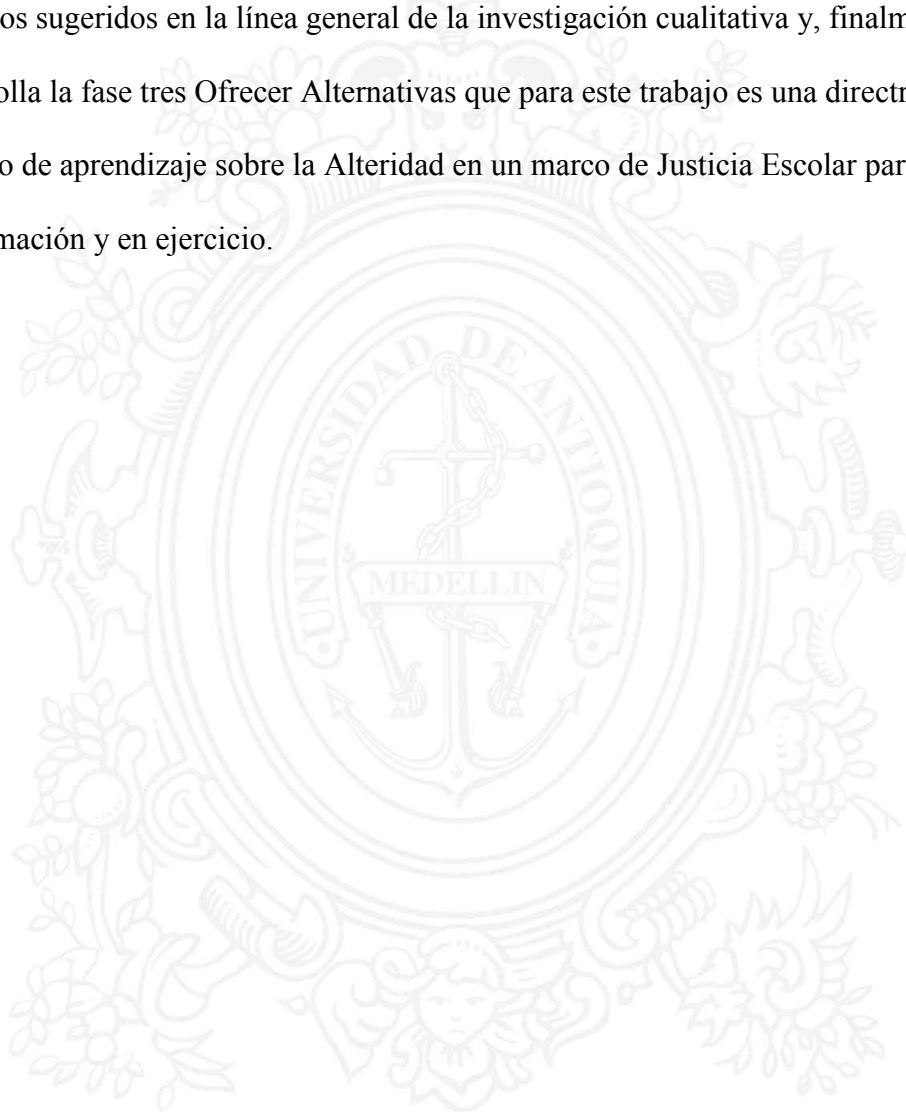 os sugeridos en la línea general de la investigación cualitativa y, finalm
olla la fase tres Ofrecer Alternativas que para este trabajo es una directr
o de aprendizaje sobre la Alteridad en un marco de Justicia Escolar par
mación y en ejercicio.
UNIVERSIDAD DE ANTIOQUIA
MEDELLIN